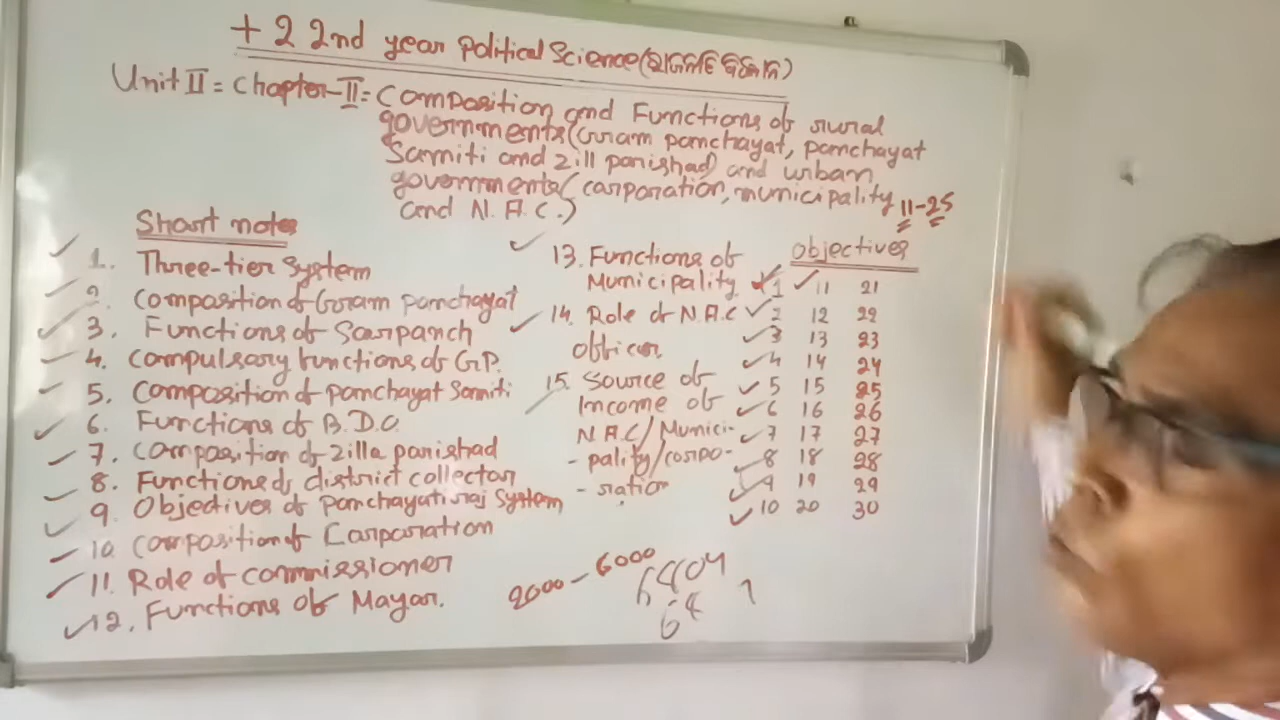 +2 2nd year Political Science (ରାଜନୀତି ବିଜ୍ଞାନ)
Unit II = Chapter-II = Composition and Functions of rural
governments (Gram panchayat, panchayat
Samiti and zill parishad) and urban
governments (corporation, municipality
and N.A.C.)
11-25
Short notes
1. Three-tier System
2. Composition of Gram panchayat
3. Functions of Sarpanch
4. Compulsary functions of G.P.
5. Composition of panchayat Samiti
6. Functions of B.D.O.
7. Composition of zilla parishad
8. Functions of district collector
9. Objectives of panchayatiraj System
10. Composition of Corporation
11. Role of commissioner
12. Functions of Mayar.
13. Functions of
Municipality
14. Role of N.A.C
officer
15. Source of
Income of
N.A.C/Munici-
-pality/corpo-
-ration.
Objectives
1 11 21
2 12 22
3 13 23
4 14 24
5 15 25
6 16 26
7 17 27
8 18 28
9 19 29
10 20 30
2000 - 6000